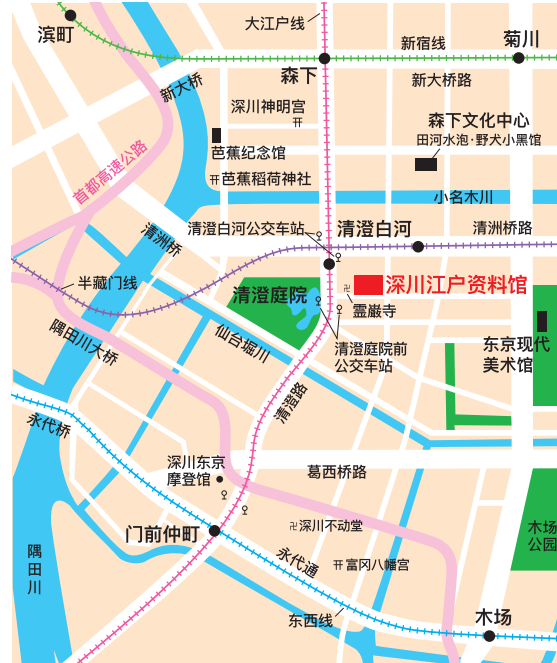 大江户线
滨町
新宿线
菊川
森下
新大桥
新大桥路
深川神明宫
森下文化中心
田河水泡·野犬小黑馆
芭蕉纪念馆
首都高速公路
芭蕉稻荷神社
小名木川
清洲桥
清澄白河公交车站
清澄白河
清洲桥路
半藏门线
深川江户资料馆
清澄庭院
靈巖寺
隅田川大桥
仙台堀川
清澄庭院前
公交车站
东京现代
美术馆
清澄路
永代桥
深川东京
摩登馆
葛西桥路
门前仲町
卍深川不动堂
木场
公园
隅
田
川
永代通
富冈八幡宫
东西线
木场